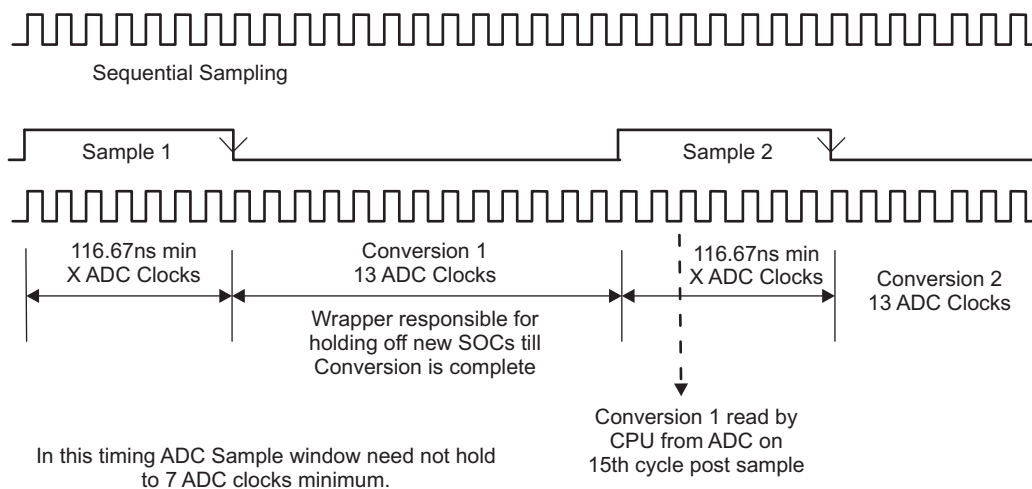 Sequential Sampling
Sample 1
Sample 2
116.67ns min
X ADC Clocks
Conversion 1
13 ADC Clocks
116.67ns min
X ADC Clocks
Conversion 2
13 ADC Clocks
Wrapper responsible for
holding off new SOCs till
Conversion is complete
Conversion 1 read by
CPU from ADC on
15th cycle post sample
In this timing ADC Sample window need not hold
to 7 ADC clocks minimum.